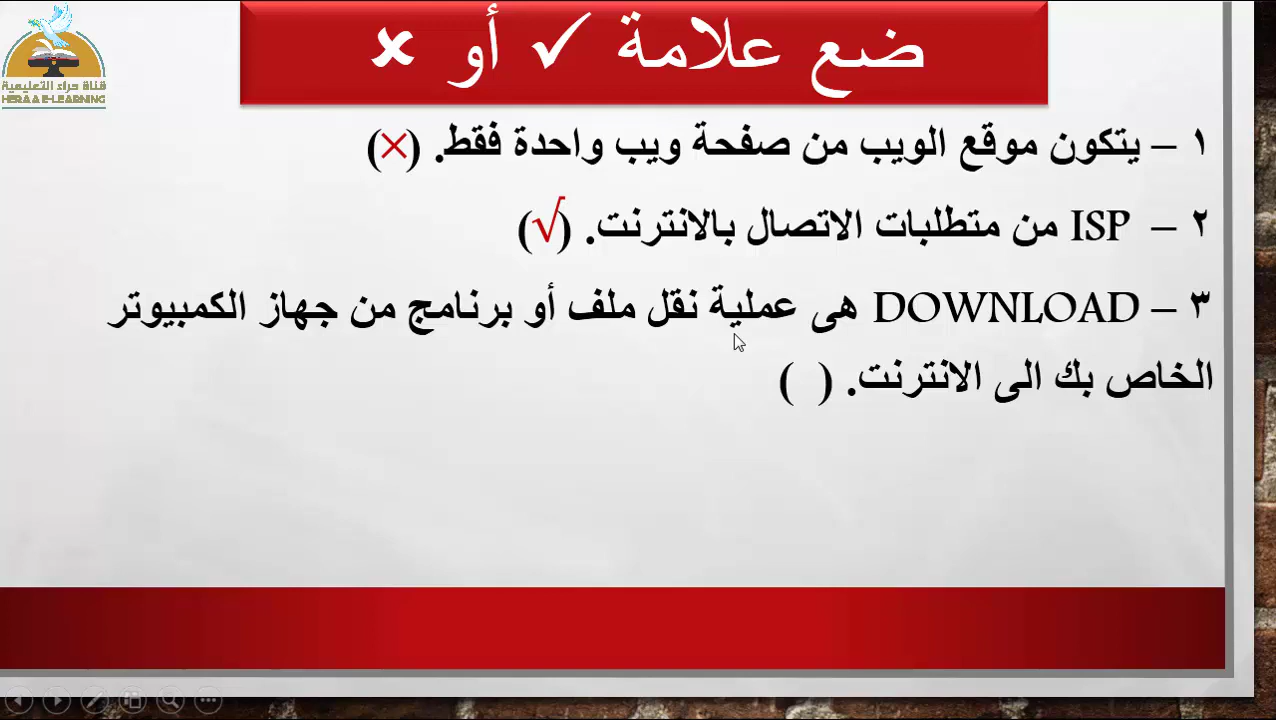 قناة حراء التعليمية
HERAA E-LEARNING
ضع علامة ✓ أو ✗
١ – يتكون موقع الويب من صفحة ويب واحدة فقط. (×)
٢ – ISP من متطلبات الاتصال بالانترنت. (√)
٣ – DOWNLOAD هى عملية نقل ملف أو برنامج من جهاز الكمبيوتر
الخاص بك الى الانترنت. ( )